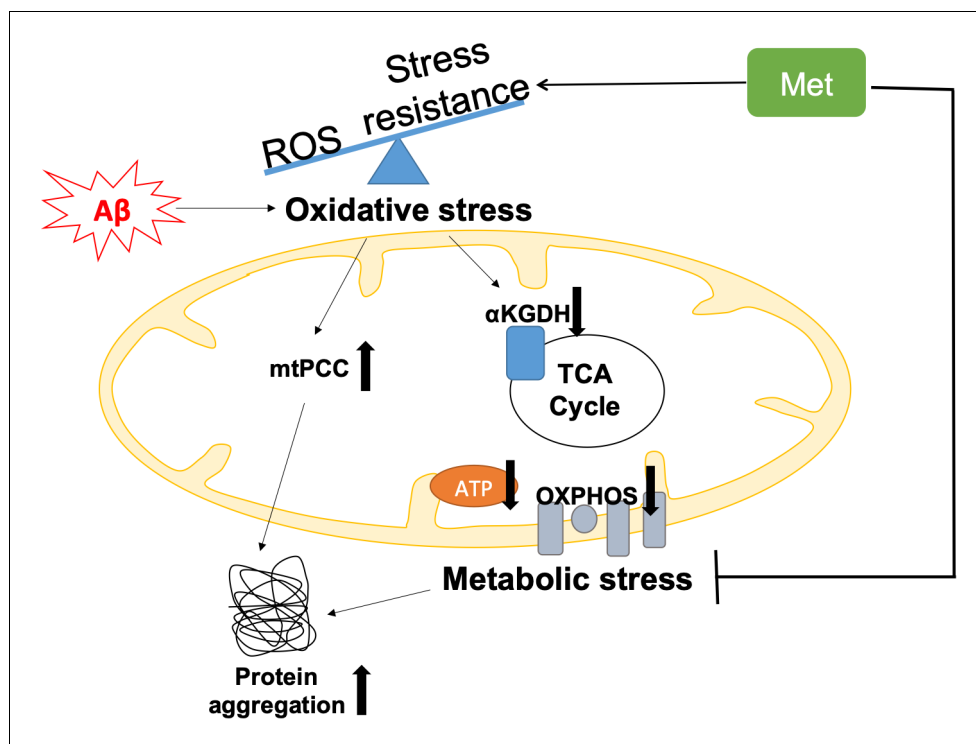 Stress
resistance
ROS
Met
Aβ
Oxidative stress
αKGDH
mtPCC
TCA
Cycle
ATP
OXPHOS
Metabolic stress
Protein
aggregation